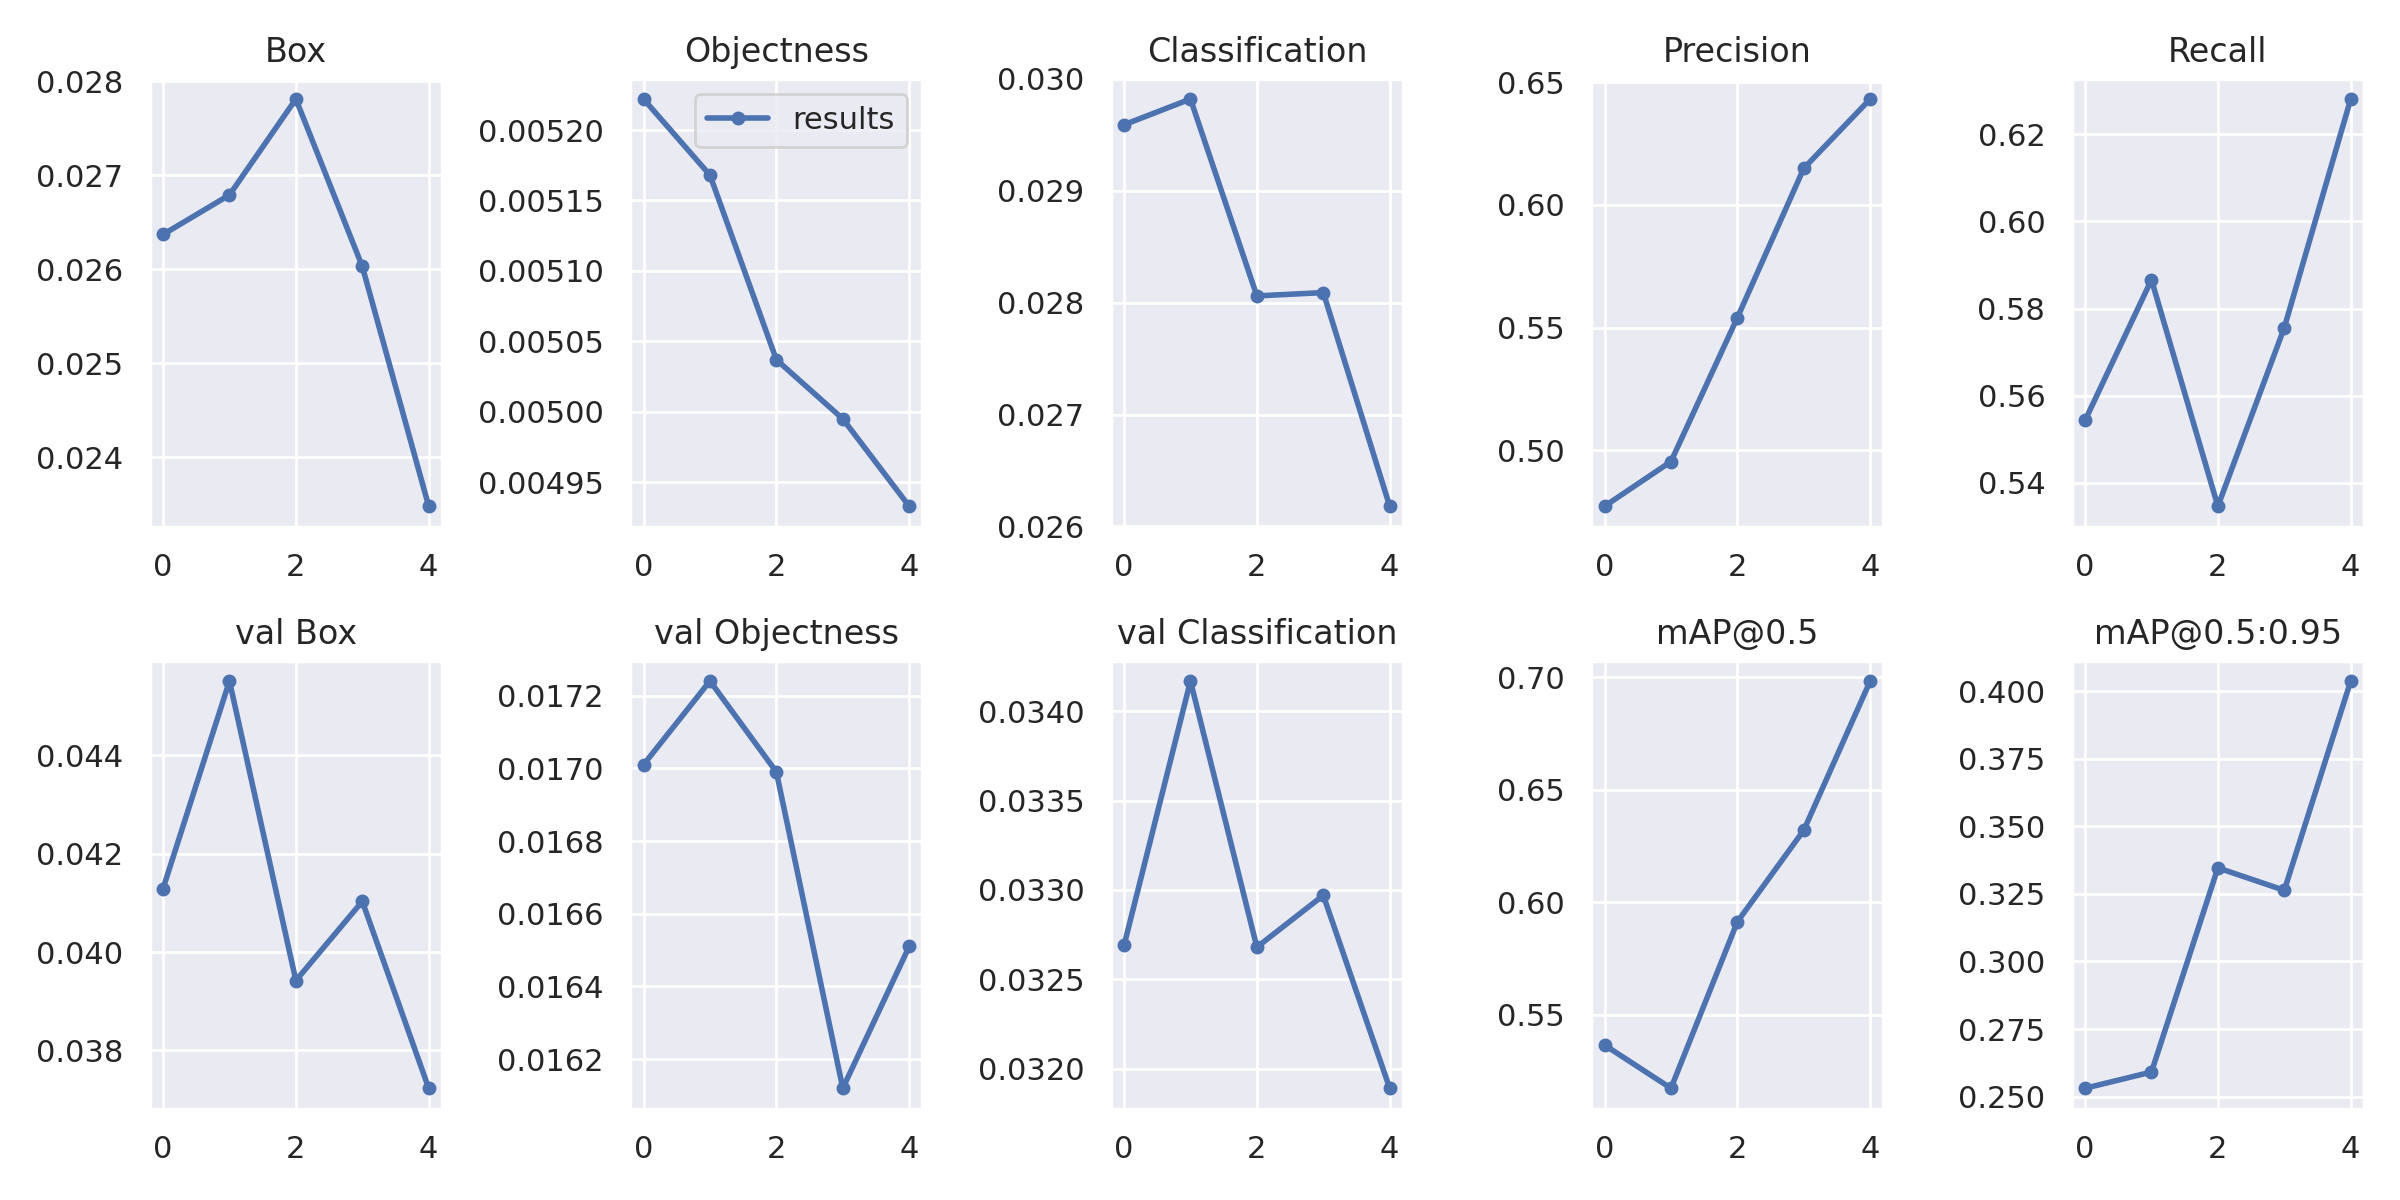 Box
0.028
0.027
0.026
0.025
0.024
0 2 4
Objectness
results
0.00520
0.00515
0.00510
0.00505
0.00500
0.00495
0 2 4
Classification
0.030
0.029
0.028
0.027
0.026
0 2 4
Precision
0.65
0.60
0.55
0.50
0 2 4
Recall
0.62
0.60
0.58
0.56
0.54
0 2 4
val Box
0.044
0.042
0.040
0.038
0 2 4
val Objectness
0.0172
0.0170
0.0168
0.0166
0.0164
0.0162
0 2 4
val Classification
0.0340
0.0335
0.0330
0.0325
0.0320
0 2 4
mAP@0.5
0.70
0.65
0.60
0.55
0 2 4
mAP@0.5:0.95
0.400
0.375
0.350
0.325
0.300
0.275
0.250
0 2 4